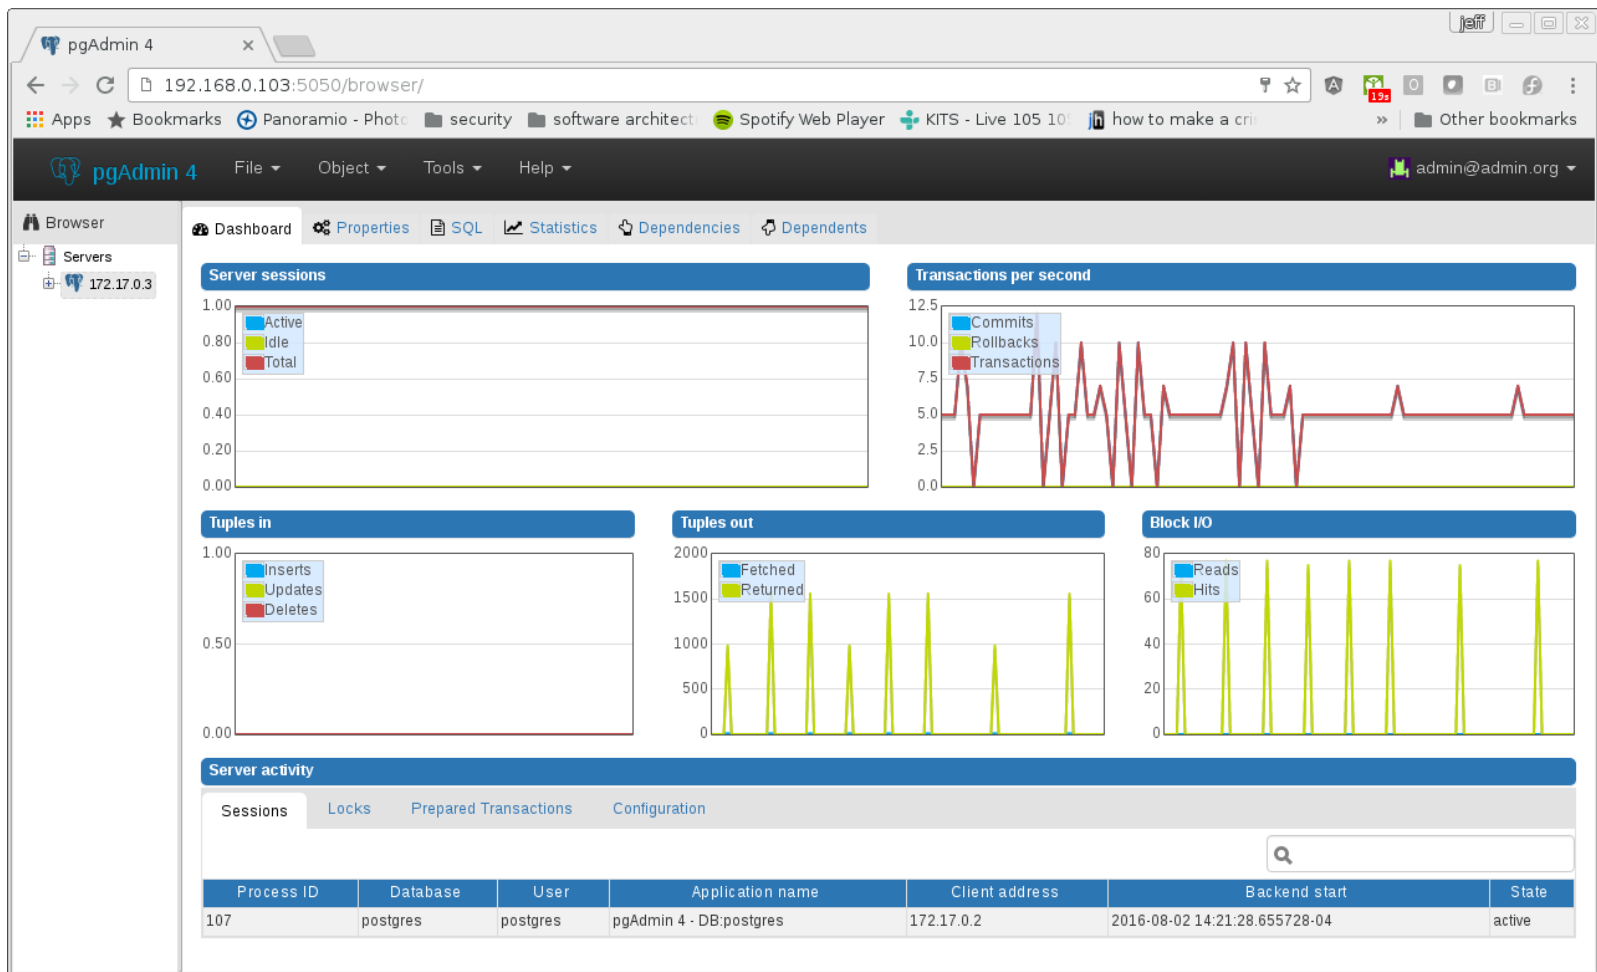 jeff
pgAdmin 4
192.168.0.103:5050/browser/
19s
Apps Bookmarks Panoramio - Photo security software architect Spotify Web Player KITS - Live 105 10 jh how to make a cri » Other bookmarks
pgAdmin 4 File Object Tools Help admin@admin.org
Browser
Dashboard Properties SQL Statistics Dependencies Dependents
Servers
172.17.0.3
Server sessions
1.00
0.80
0.60
0.40
0.20
0.00
Active
Idle
Total
Transactions per second
12.5
10.0
7.5
5.0
2.5
0.0
Commits
Rollbacks
Transactions
Tuples in
1.00
0.50
0.00
Inserts
Updates
Deletes
Tuples out
2000
1500
1000
500
0
Fetched
Returned
Block I/O
80
60
40
20
0
Reads
Hits
Server activity
Sessions Locks Prepared Transactions Configuration
Process ID Database User Application name Client address Backend start State
107 postgres postgres pgAdmin 4 - DB:postgres 172.17.0.2 2016-08-02 14:21:28.655728-04 active